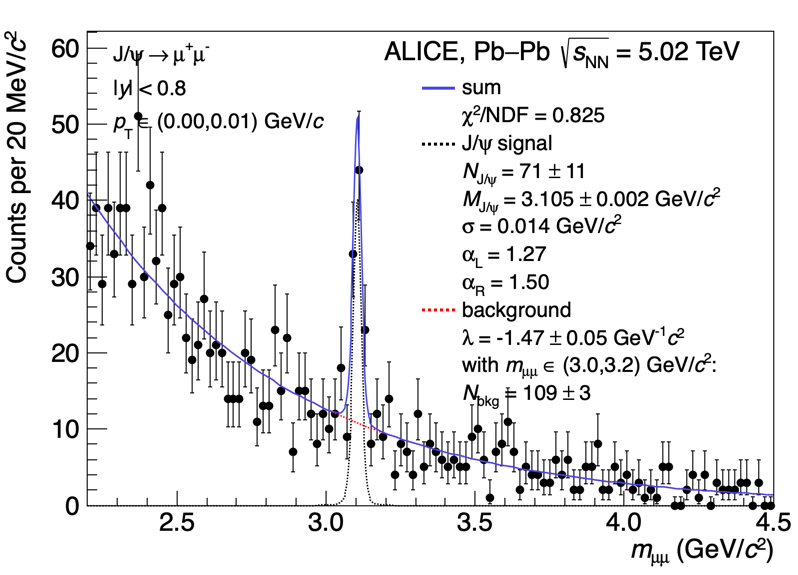 J/ψ → μ⁺μ⁻
|y| < 0.8
p_T ∈ (0.00,0.01) GeV/c
ALICE, Pb–Pb √s_NN = 5.02 TeV
sum
χ²/NDF = 0.825
J/ψ signal
N_J/ψ = 71 ± 11
M_J/ψ = 3.105 ± 0.002 GeV/c²
σ = 0.014 GeV/c²
α_L = 1.27
α_R = 1.50
background
λ = -1.47 ± 0.05 GeV⁻¹c²
with m_μμ ∈ (3.0,3.2) GeV/c²:
N_bkg = 109 ± 3
Counts per 20 MeV/c²
60
50
40
30
20
10
0
2.5 3.0 3.5 4.0 4.5
m_μμ (GeV/c²)